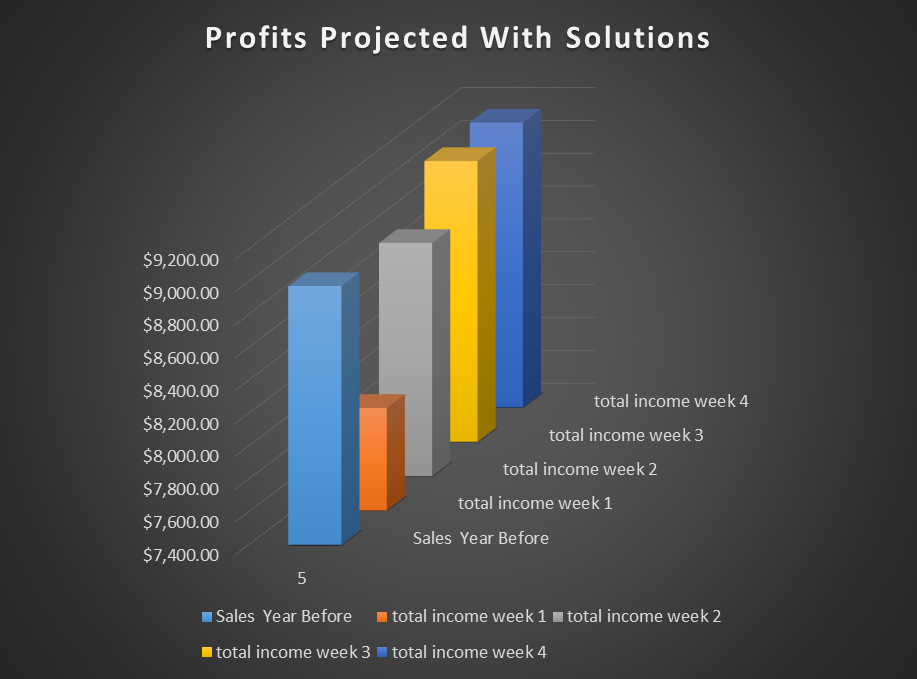 Profits Projected With Solutions
$9,200.00
$9,000.00
$8,800.00
$8,600.00
$8,400.00
$8,200.00
$8,000.00
$7,800.00
$7,600.00
$7,400.00
total income week 4
total income week 3
total income week 2
total income week 1
Sales  Year Before
5
Sales  Year Before total income week 1 total income week 2
total income week 3 total income week 4